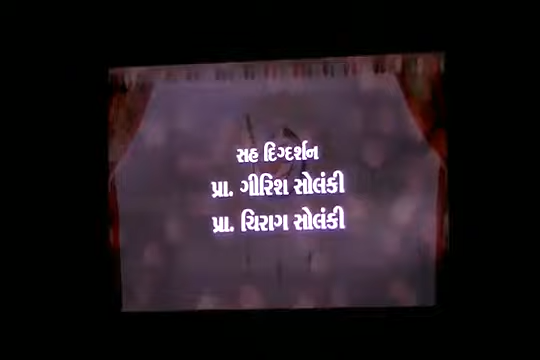 સહ દિગ્દર્શન
પ્રા. ગીરિશ સોલંકી
પ્રા. ચિરાગ સોલંકી